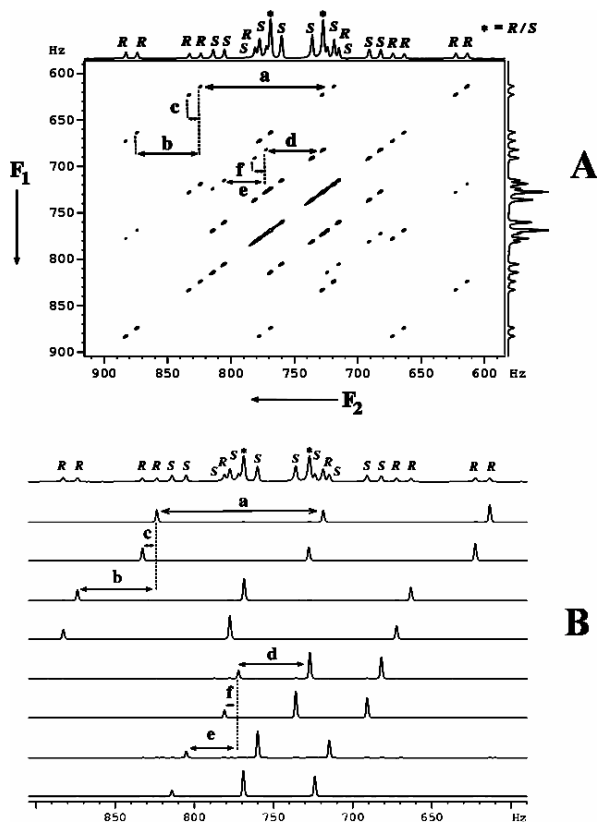 * = R/S
A
Hz
R R R R S S S R S * S S * S R S S S R R R R
600
650
700
750
800
850
900
F1
a
c
b
d
f
e
900 850 800 750 700 650 600 Hz
F2
B
R R R R S S S R S * S S * S R S S S R R R R
a
c
b
d
f
e
850 800 750 700 650 Hz